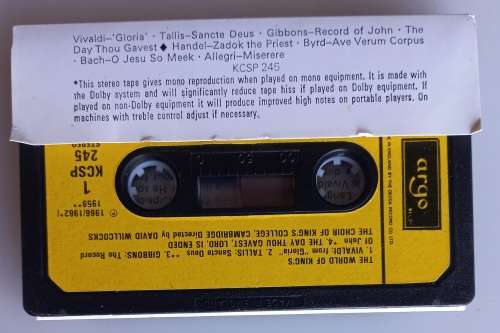 Vivaldi–'Gloria' · Tallis–Sancte Deus · Gibbons–Record of John · The
Day Thou Gavest ♦ Handel–Zadok the Priest · Byrd–Ave Verum Corpus
· Bach–O Jesu So Meek · Allegri–Miserere
KCSP 245
*This stereo tape gives mono reproduction when played on mono equipment. It is made with
the Dolby system and will significantly reduce tape hiss if played on Dolby equipment. If
played on non-Dolby equipment it will produce improved high notes on portable players. On
machines with treble control adjust if necessary.
THE WORLD OF KING'S
1. VIVALDI: from: "Gloria" 2. TALLIS: Sancte Deus **3. GIBBONS: The Record
Of John *4. THE DAY THOU GAVEST, LORD, IS ENDED
THE CHOIR OF KING'S COLLEGE, CAMBRIDGE Directed by DAVID WILLCOCKS
1
KCSP
245
STEREO
℗
1966/1962*
1958**
argo